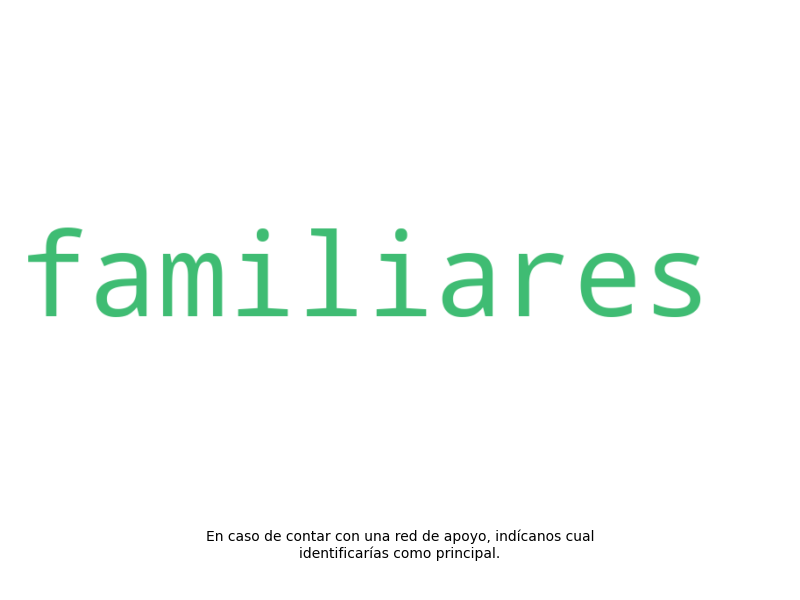 familiares
En caso de contar con una red de apoyo, indícanos cual
identificarías como principal.